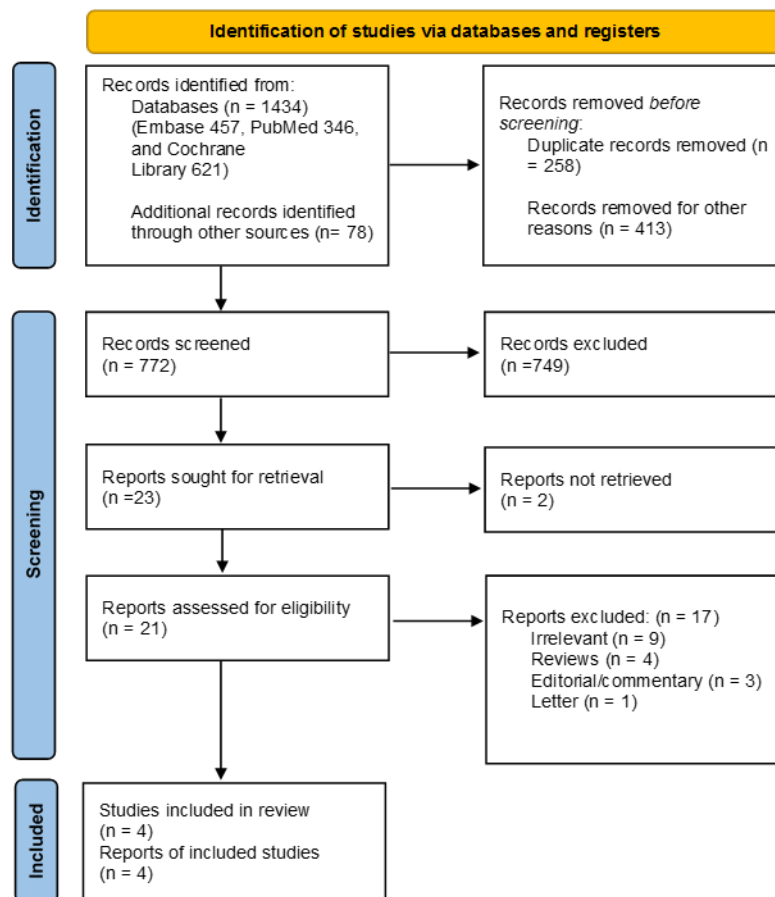 Identification of studies via databases and registers
Identification
Records identified from:
Databases (n = 1434)
(Embase 457, PubMed 346,
and Cochrane
Library 621)
Additional records identified
through other sources (n= 78)
Records removed before
screening:
Duplicate records removed (n
= 258)
Records removed for other
reasons (n = 413)
Screening
Records screened
(n = 772)
Records excluded
(n =749)
Reports sought for retrieval
(n =23)
Reports not retrieved
(n = 2)
Reports assessed for eligibility
(n = 21)
Reports excluded: (n = 17)
Irrelevant (n = 9)
Reviews (n = 4)
Editorial/commentary (n = 3)
Letter (n = 1)
Included
Studies included in review
(n = 4)
Reports of included studies
(n = 4)